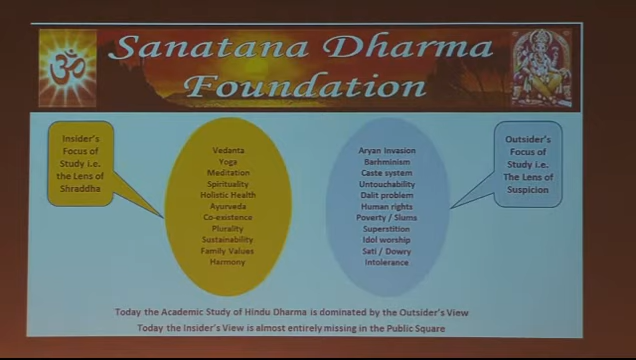 Sanatana Dharma
Foundation
Insider's
Focus of
Study i.e.
the Lens of
Shraddha
Vedanta
Yoga
Meditation
Spirituality
Holistic Health
Ayurveda
Co-existence
Plurality
Sustainability
Family Values
Harmony
Aryan Invasion
Barhminism
Caste system
Untouchability
Dalit problem
Human rights
Poverty / Slums
Superstition
Idol worship
Sati / Dowry
Intolerance
Outsider's
Focus of
Study i.e.
The Lens of
Suspicion
Today the Academic Study of Hindu Dharma is dominated by the Outsider's View
Today the Insider's View is almost entirely missing in the Public Square